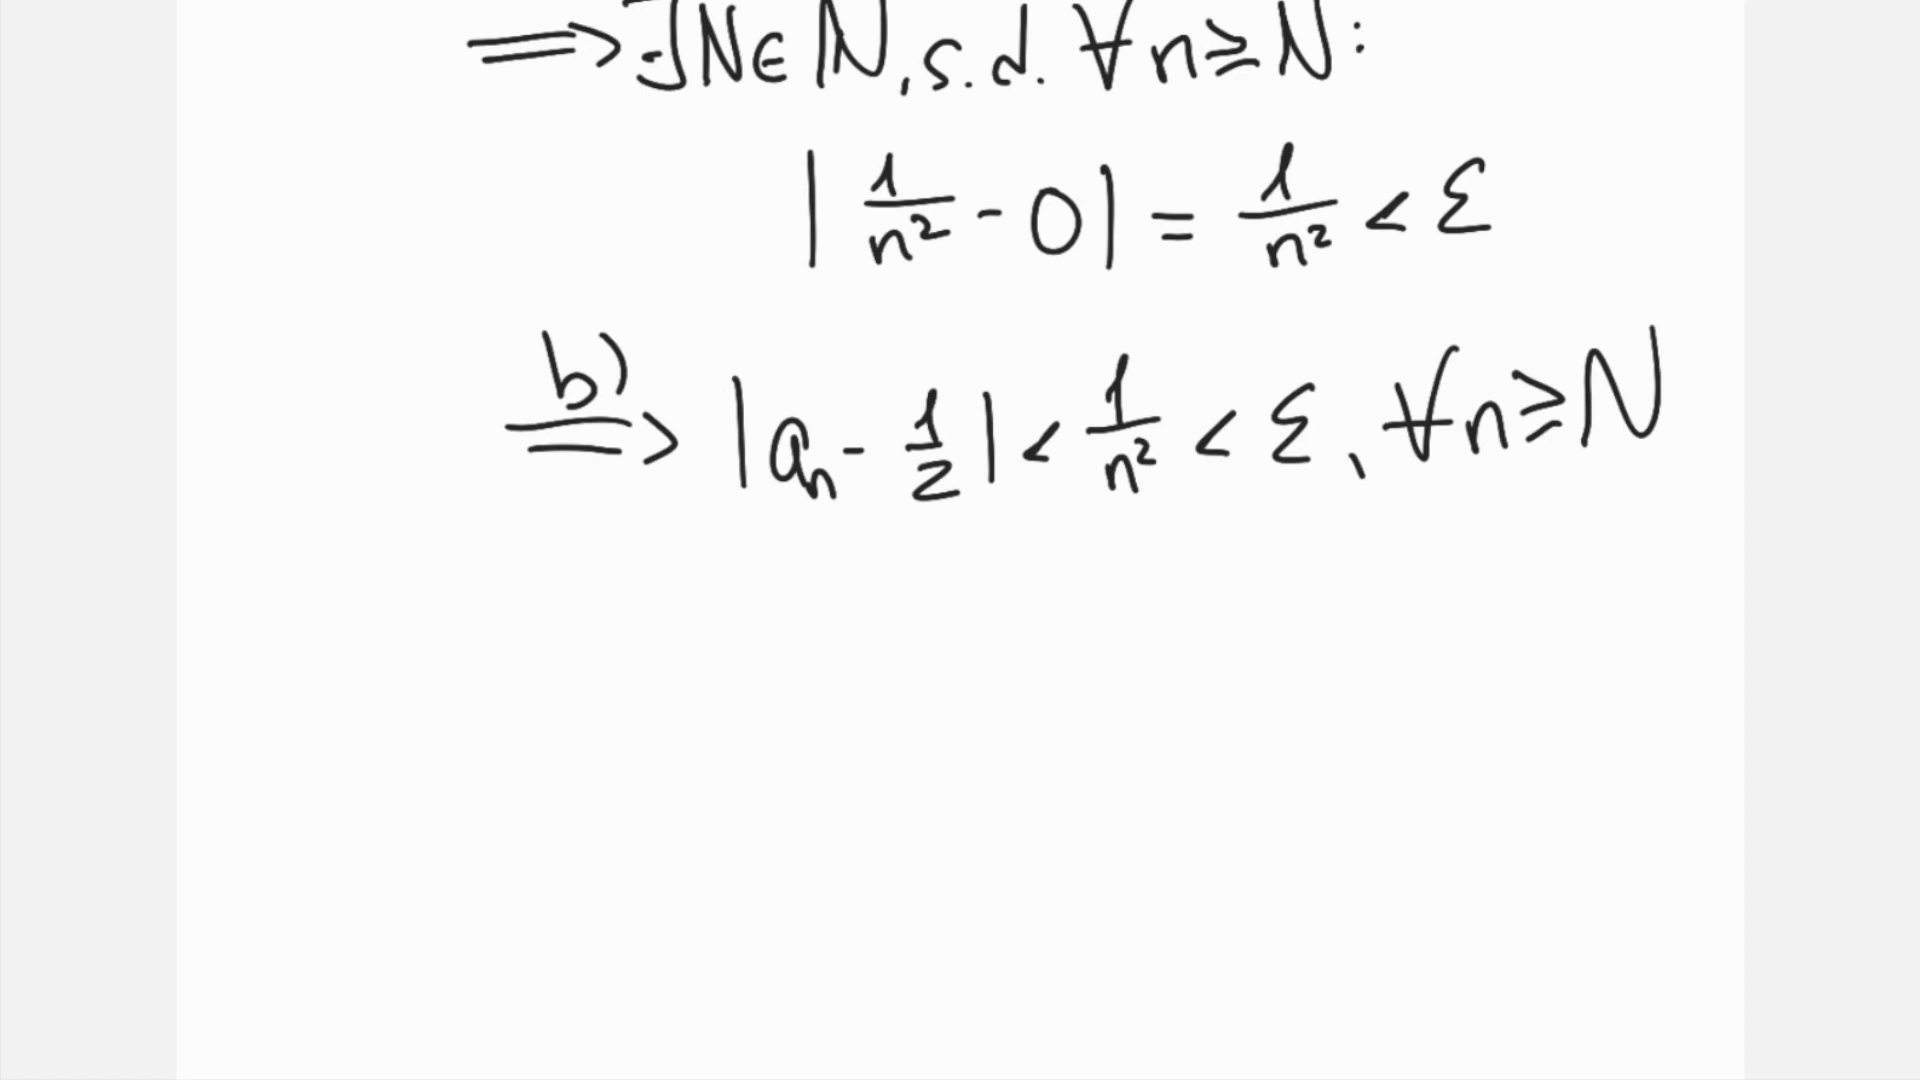 ⟹ ∃N∈ℕ, s.d. ∀n≥N:
|1/n² - 0| = 1/n² < ε
b) ⟹ |aₙ - 1/2| < 1/n² < ε, ∀n≥N